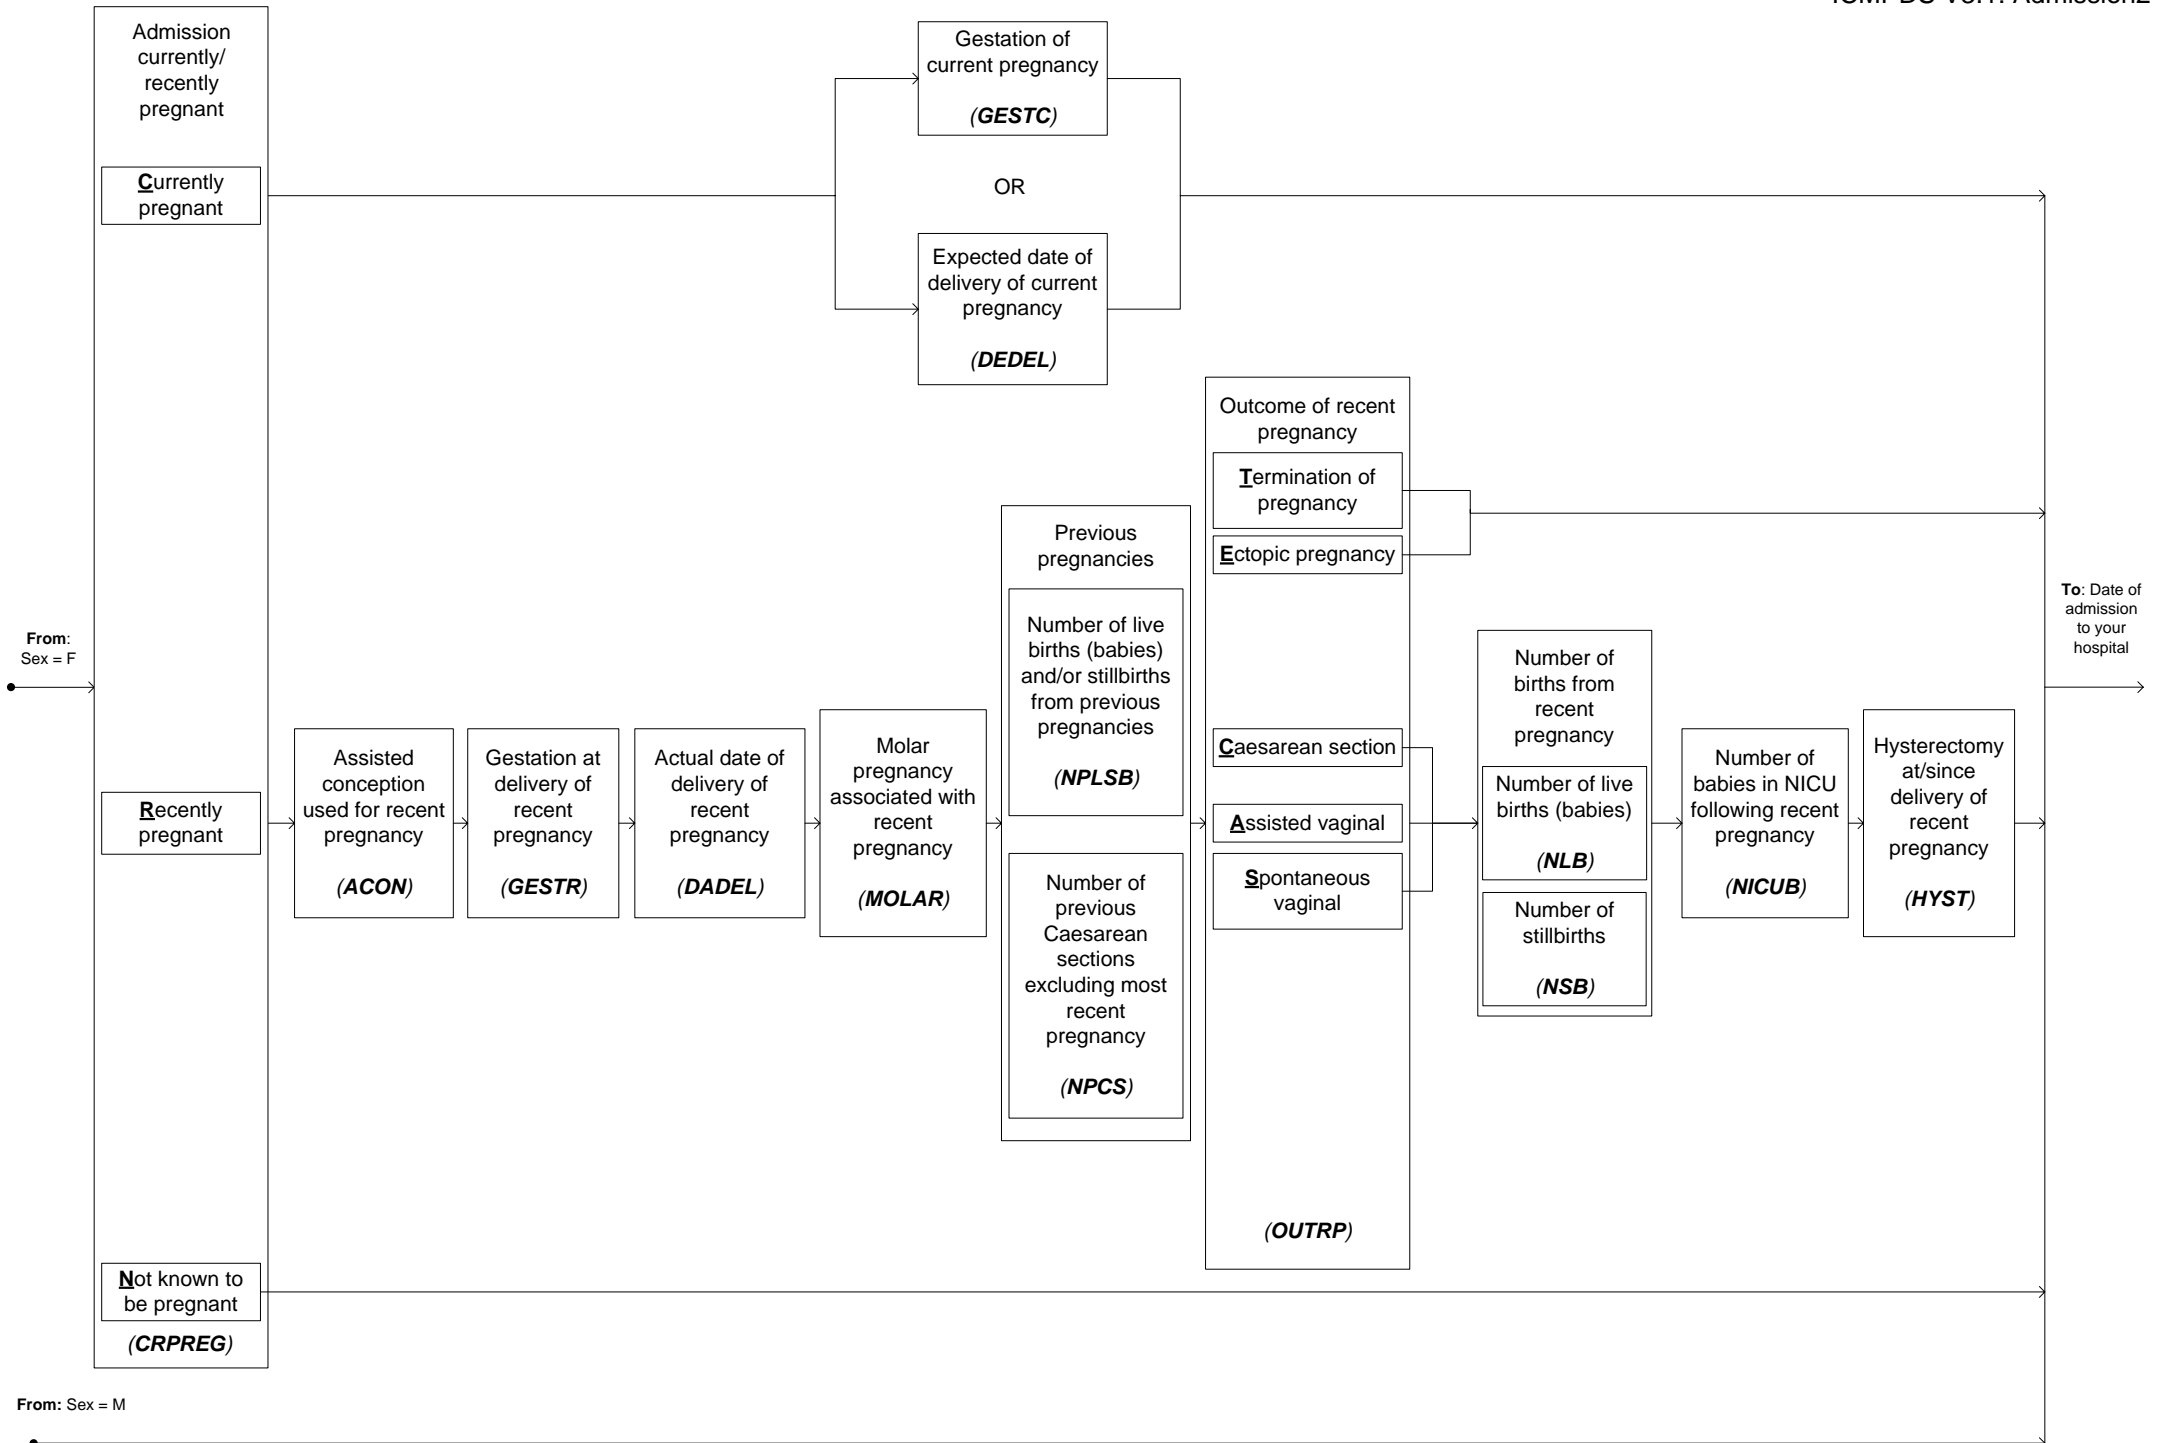 Admission
currently/
recently
pregnant
Currently
pregnant
Gestation of
current pregnancy
(GESTC)
OR
Expected date of
delivery of current
pregnancy
(DEDEL)
Outcome of recent
pregnancy
Termination of
pregnancy
Ectopic pregnancy
Caesarean section
Assisted vaginal
Spontaneous
vaginal
(OUTRP)
From:
Sex = F
Recently
pregnant
Assisted
conception
used for recent
pregnancy
(ACON)
Gestation at
delivery of
recent
pregnancy
(GESTR)
Actual date of
delivery of
recent
pregnancy
(DADEL)
Molar
pregnancy
associated with
recent
pregnancy
(MOLAR)
Previous
pregnancies
Number of live
births (babies)
and/or stillbirths
from previous
pregnancies
(NPLSB)
Number of
previous
Caesarean
sections
excluding most
recent
pregnancy
(NPCS)
Number of
births from
recent
pregnancy
Number of live
births (babies)
(NLB)
Number of
stillbirths
(NSB)
Number of
babies in NICU
following recent
pregnancy
(NICUB)
Hysterectomy
at/since
delivery of
recent
pregnancy
(HYST)
To: Date of
admission
to your
hospital
Not known to
be pregnant
(CRPREG)
From: Sex = M